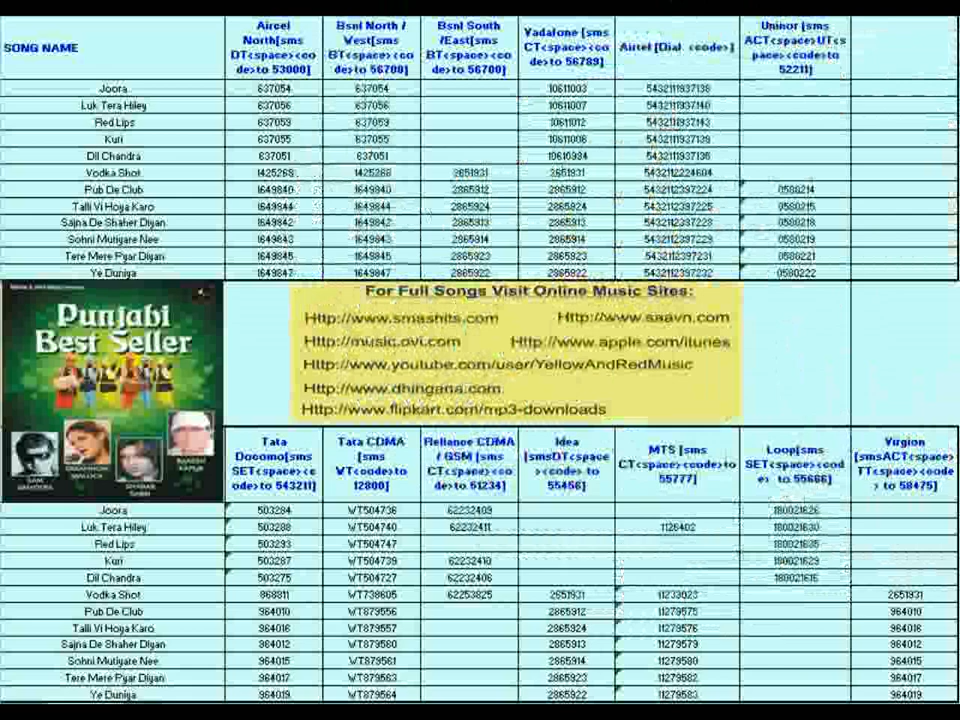 SONG NAME
Aircel North[sms DT<space><code>to 53000]
Bsnl North / West[sms BT<space><code>to 56700]
Bsnl South /East[sms BT<space><code>to 56700]
Vadafone [sms CT<space><code>to 56789]
Airtel [Dial <code>]
Uninor [sms ACT<space>UT<space><code>to 52211]
Joora 637054 637054 10611003 5432111937138
Luk Tera Hiley 637056 637056 10611007 5432111937140
Red Lips 637059 637059 10611012 5432111937143
Kuri 637055 637055 10611006 5432111937139
Dil Chandra 637051 637051 10610994 5432111937135
Vodka Shot 1425268 1425268 2651931 2651931 5432112224604
Pub De Club 1649840 1649840 2865912 2865912 5432112397224 0580214
Talli Vi Hoya Karo 1649844 1649844 2865924 2865924 5432112397225 0580215
Sajna De Shaher Diyan 1649842 1649842 2865913 2865913 5432112397228 0580218
Sohni Mutiyare Nee 1649843 1649843 2865914 2865914 5432112397229 0580219
Tere Mere Pyar Diyan 1649845 1649845 2865923 2865923 5432112397231 0580221
Ye Duniya 1649847 1649847 2865922 2865922 5432112397232 0580222
Punjabi
Best Seller
For Full Songs Visit Online Music Sites:
Http://www.smashits.com Http://www.saavn.com
Http://music.ovi.com Http://www.apple.com/itunes
Http://www.youtube.com/user/YellowAndRedMusic
Http://www.dhingana.com
Http://www.flipkart.com/mp3-downloads
Tata Docomo[sms SET<space><code>to 543211]
Tata CDMA [sms WT<code>to 12800]
Reliance CDMA / GSM [sms CT<space><code>to 51234]
Idea [smsDT<space><code> to 55456]
MTS [sms CT<space><code>to 55777]
Loop[sms SET<space><code> to 55666]
Virgion [smsACT<space>TT<space><code> to 58475]
Joora 503284 WT504736 62232409 180021626
Luk Tera Hiley 503288 WT504740 62232411 1126402 180021630
Red Lips 503293 WT504747 180021635
Kuri 503287 WT504739 62232410 180021629
Dil Chandra 503275 WT504727 62232406 180021616
Vodka Shot 868811 WT738605 62253825 2651931 11233023 2651931
Pub De Club 964010 WT879556 2865912 11279575 964010
Talli Vi Hoya Karo 964016 WT879557 2865924 11279576 964016
Sajna De Shaher Diyan 964012 WT879560 2865913 11279579 964012
Sohni Mutiyare Nee 964015 WT879561 2865914 11279580 964015
Tere Mere Pyar Diyan 964017 WT879563 2865923 11279582 964017
Ye Duniya 964019 WT879564 2865922 11279583 964019